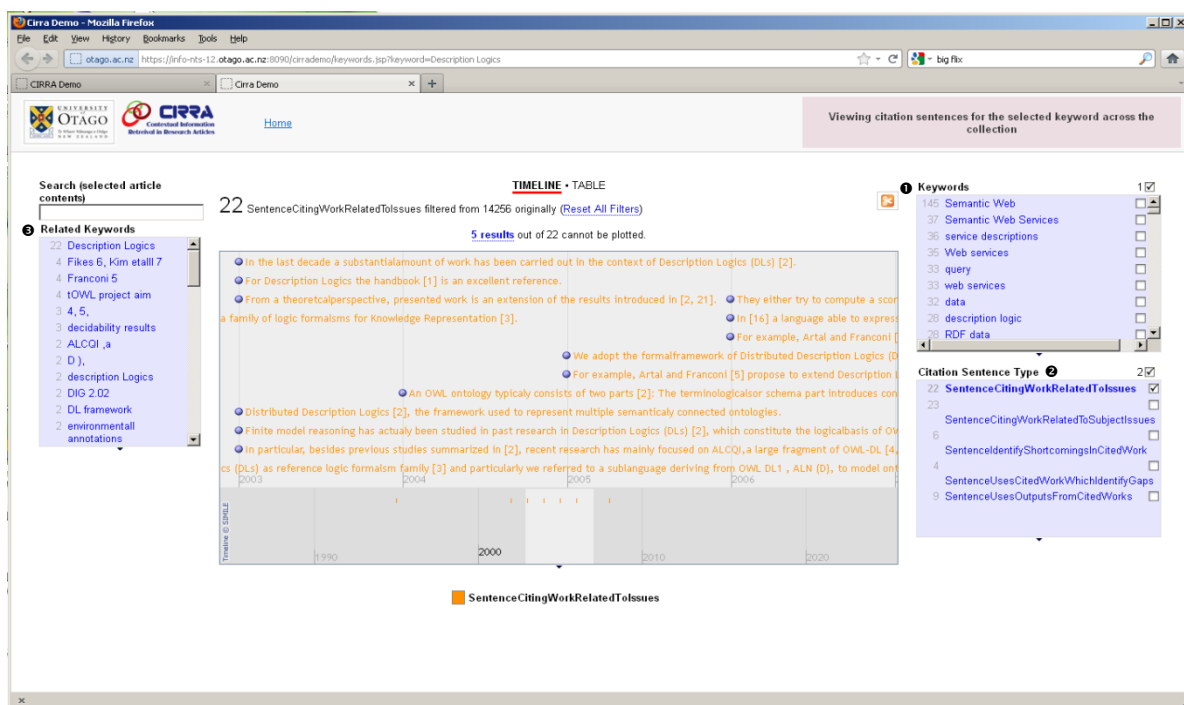 Cirra Demo - Mozilla Firefox
File Edit View History Bookmarks Tools Help
otago.ac.nz https://info-nts-12.otago.ac.nz:8090/cirrademo/keywords.jsp?keyword=Description Logics
big flix
CIRRA Demo
Cirra Demo
UNIVERSITY
OF
OTAGO
NEW ZEALAND
CIRRA
Contextual Information
Retreival in Research Articles
Home
Viewing citation sentences for the selected keyword across the
collection
Search (selected article
contents)
❸ Related Keywords
22 Description Logics
4 Fikes 6, Kim etalll 7
4 Franconi 5
4 tOWL project aim
3 4, 5,
3 decidability results
2 ALCQI ,a
2 D ),
2 description Logics
2 DIG 2.02
2 DL framework
2 environmentall
annotations
TIMELINE • TABLE
22 SentenceCitingWorkRelatedToIssues filtered from 14256 originally (Reset All Filters)
5 results out of 22 cannot be plotted.
In the last decade a substantialamount of work has been carried out in the context of Description Logics (DLs) [2].
For Description Logics the handbook [1] is an excellent reference.
From a theoretcalperspective, presented work is an extension of the results introduced in [2, 21].
They either try to compute a scor
a family of logic formalsms for Knowledge Representation [3].
In [16] a language able to express
For example, Artal and Franconi [
We adopt the formalframework of Distributed Description Logics (D
For example, Artal and Franconi [5] propose to extend Description L
An OWL ontology typicaly consists of two parts [2]: The terminologicalsor schema part introduces con
Distributed Description Logics [2], the framework used to represent multiple semanticaly connected ontologies.
Finite model reasoning has actualy been studied in past research in Description Logics (DLs) [2], which constitute the logicalbasis of OW
In particular, besides previous studies summarized in [2], recent research has mainly focused on ALCQI,a large fragment of OWL-DL [4,
cs (DLs) as reference logic formalsm family [3] and particularly we referred to a sublanguage deriving from OWL DL1 , ALN (D), to model ont
2003 2004 2005 2006
Timeline © SIMILE
1990 2000 2010 2020
SentenceCitingWorkRelatedToIssues
❶ Keywords 1
145 Semantic Web
37 Semantic Web Services
36 service descriptions
35 Web services
33 query
33 web services
32 data
28 description logic
26 RDF data
Citation Sentence Type ❷ 2
22 SentenceCitingWorkRelatedToIssues
23
SentenceCitingWorkRelatedToSubjectIssues
6
SentenceIdentifyShortcomingsInCitedWork
4
SentenceUsesCitedWorkWhichIdentifyGaps
9 SentenceUsesOutputsFromCitedWorks